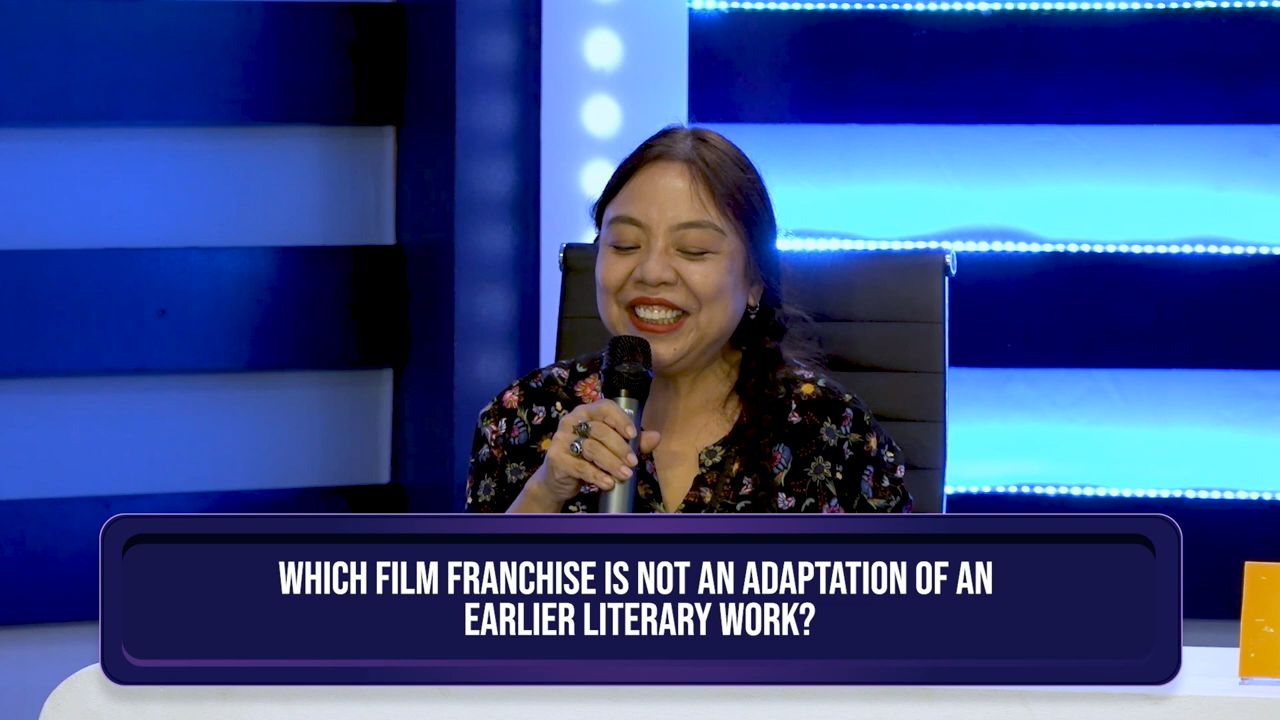 WHICH FILM FRANCHISE IS NOT AN ADAPTATION OF AN
EARLIER LITERARY WORK?